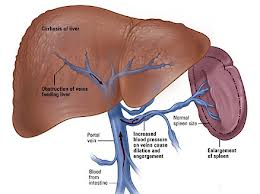 Cirrhosis of liver
Obstruction of veins
feeding liver
Portal
vein
Increased
blood pressure
on veins cause
dilation and
engorgement
Normal
spleen size
Enlargement
of spleen
Blood
from
intestine